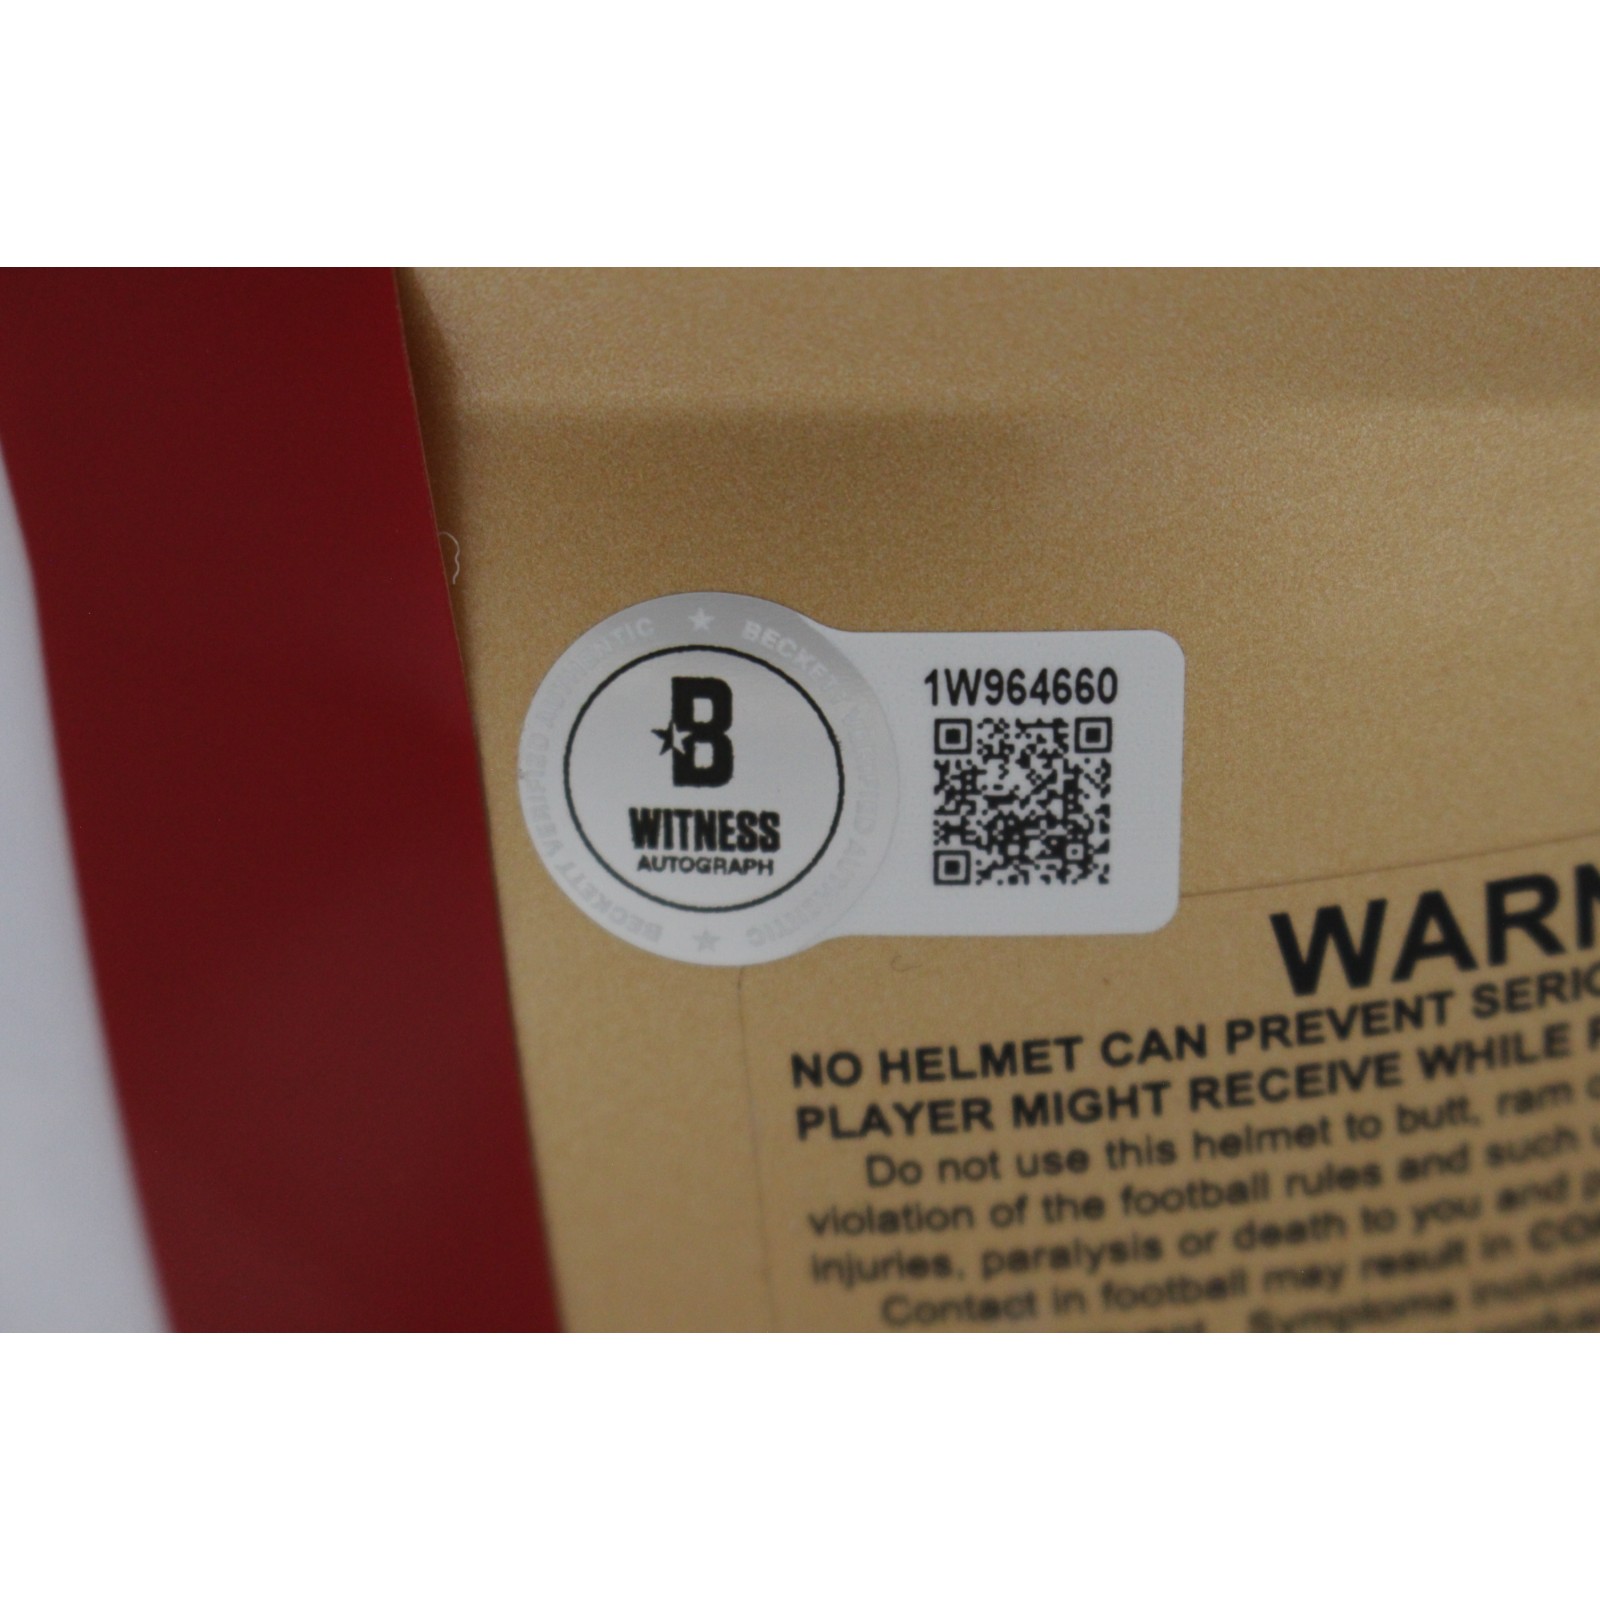 BECKETT VERIFIED AUTHENTIC ★ BECKETT VERIFIED AUTHENTIC ★
B
WITNESS
AUTOGRAPH
1W964660
WARN
NO HELMET CAN PREVENT SERIO
PLAYER MIGHT RECEIVE WHILE
Do not use this helmet to butt, ram
violation of the football rules and such
injuries, paralysis or death to you and
Contact in football may result in
Symptoms include